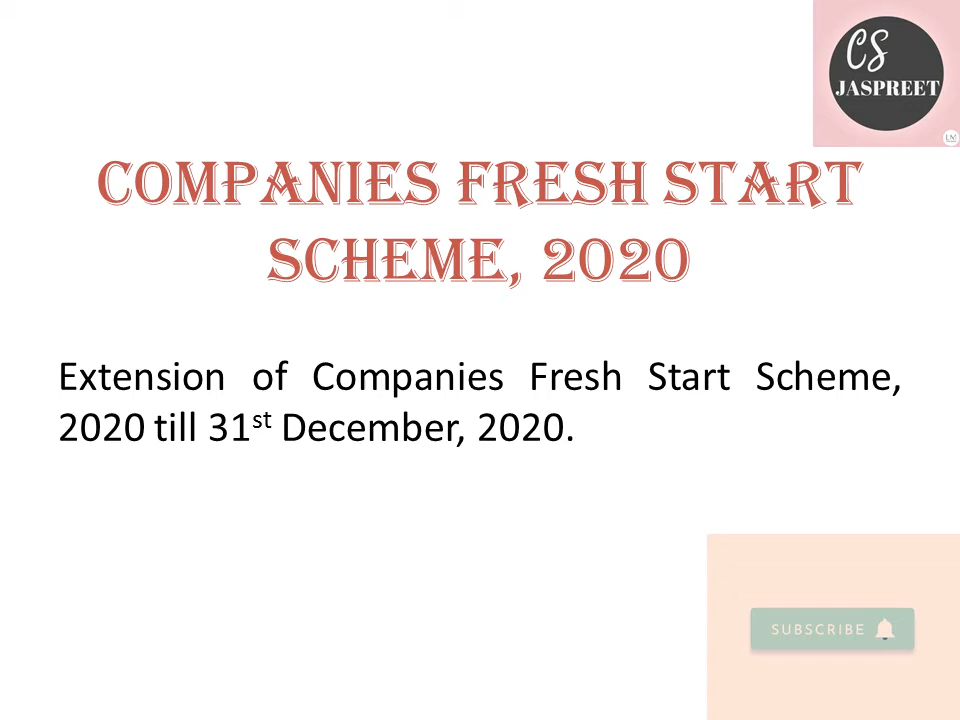 CS
JASPREET
COMPANIES FRESH START
SCHEME, 2020
Extension of Companies Fresh Start Scheme,
2020 till 31st December, 2020.
SUBSCRIBE